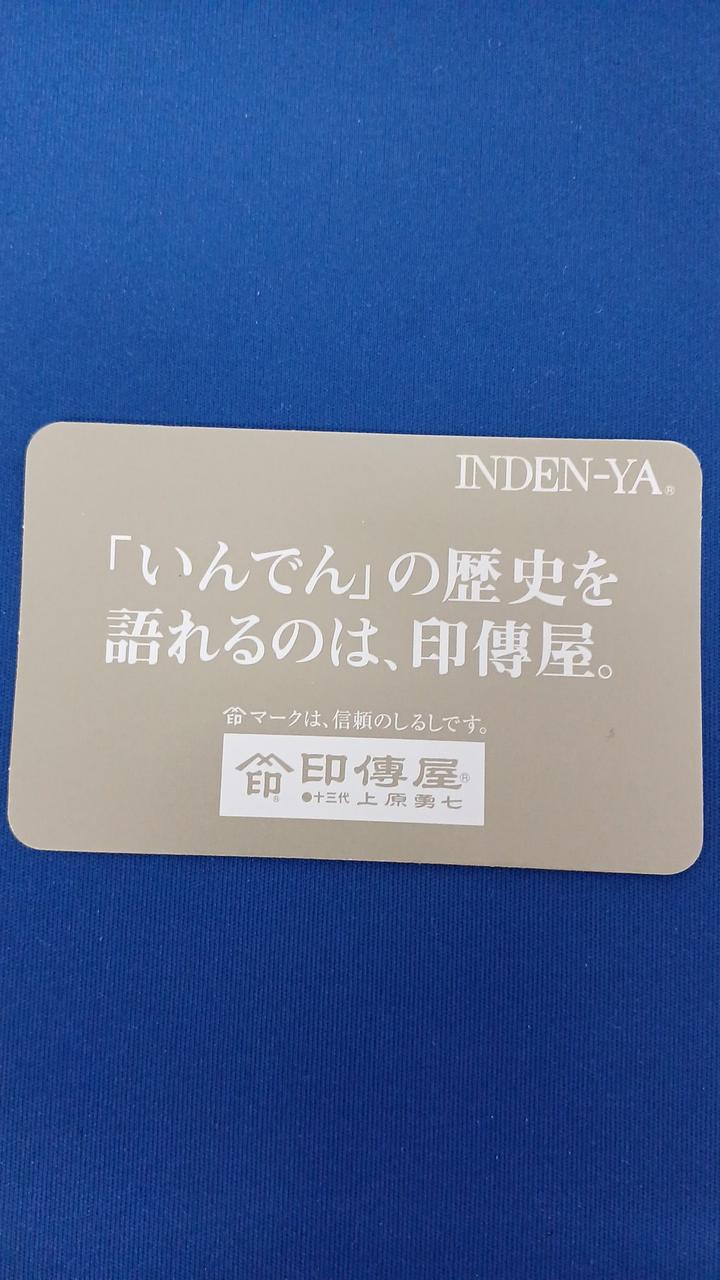 INDEN-YA®
「いんでん」の歴史を
語れるのは、印傳屋。
印マークは、信頼のしるしです。
印® 印傳屋®
●十三代 上原勇七